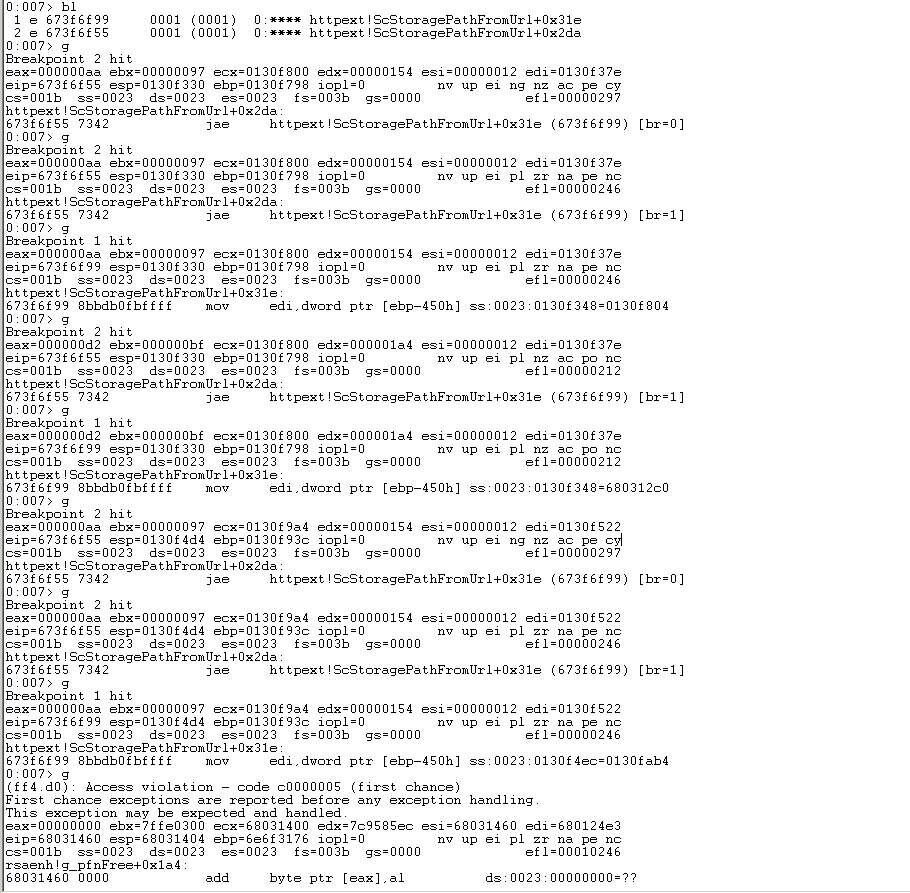 0:007> bl
1 e 673f6f99 0001 (0001) 0:**** httpext!ScStoragePathFromUrl+0x31e
2 e 673f6f55 0001 (0001) 0:**** httpext!ScStoragePathFromUrl+0x2da
0:007> g
Breakpoint 2 hit
eax=000000aa ebx=00000097 ecx=0130f800 edx=00000154 esi=00000012 edi=0130f37e
eip=673f6f55 esp=0130f330 ebp=0130f798 iopl=0 nv up ei ng nz ac pe cy
cs=001b ss=0023 ds=0023 es=0023 fs=003b gs=0000 efl=00000297
httpext!ScStoragePathFromUrl+0x2da:
673f6f55 7342 jae httpext!ScStoragePathFromUrl+0x31e (673f6f99) [br=0]
0:007> g
Breakpoint 2 hit
eax=000000aa ebx=00000097 ecx=0130f800 edx=00000154 esi=00000012 edi=0130f37e
eip=673f6f55 esp=0130f330 ebp=0130f798 iopl=0 nv up ei pl zr na pe nc
cs=001b ss=0023 ds=0023 es=0023 fs=003b gs=0000 efl=00000246
httpext!ScStoragePathFromUrl+0x2da:
673f6f55 7342 jae httpext!ScStoragePathFromUrl+0x31e (673f6f99) [br=1]
0:007> g
Breakpoint 1 hit
eax=000000aa ebx=00000097 ecx=0130f800 edx=00000154 esi=00000012 edi=0130f37e
eip=673f6f99 esp=0130f330 ebp=0130f798 iopl=0 nv up ei pl zr na pe nc
cs=001b ss=0023 ds=0023 es=0023 fs=003b gs=0000 efl=00000246
httpext!ScStoragePathFromUrl+0x31e:
673f6f99 8bbdb0fbffff mov edi,dword ptr [ebp-450h] ss:0023:0130f348=0130f804
0:007> g
Breakpoint 2 hit
eax=000000d2 ebx=000000bf ecx=0130f800 edx=000001a4 esi=00000012 edi=0130f37e
eip=673f6f55 esp=0130f330 ebp=0130f798 iopl=0 nv up ei pl nz ac po nc
cs=001b ss=0023 ds=0023 es=0023 fs=003b gs=0000 efl=00000212
httpext!ScStoragePathFromUrl+0x2da:
673f6f55 7342 jae httpext!ScStoragePathFromUrl+0x31e (673f6f99) [br=1]
0:007> g
Breakpoint 1 hit
eax=000000d2 ebx=000000bf ecx=0130f800 edx=000001a4 esi=00000012 edi=0130f37e
eip=673f6f99 esp=0130f330 ebp=0130f798 iopl=0 nv up ei pl nz ac po nc
cs=001b ss=0023 ds=0023 es=0023 fs=003b gs=0000 efl=00000212
httpext!ScStoragePathFromUrl+0x31e:
673f6f99 8bbdb0fbffff mov edi,dword ptr [ebp-450h] ss:0023:0130f348=680312c0
0:007> g
Breakpoint 2 hit
eax=000000aa ebx=00000097 ecx=0130f9a4 edx=00000154 esi=00000012 edi=0130f522
eip=673f6f55 esp=0130f4d4 ebp=0130f93c iopl=0 nv up ei ng nz ac pe cy
cs=001b ss=0023 ds=0023 es=0023 fs=003b gs=0000 efl=00000297
httpext!ScStoragePathFromUrl+0x2da:
673f6f55 7342 jae httpext!ScStoragePathFromUrl+0x31e (673f6f99) [br=0]
0:007> g
Breakpoint 2 hit
eax=000000aa ebx=00000097 ecx=0130f9a4 edx=00000154 esi=00000012 edi=0130f522
eip=673f6f55 esp=0130f4d4 ebp=0130f93c iopl=0 nv up ei pl zr na pe nc
cs=001b ss=0023 ds=0023 es=0023 fs=003b gs=0000 efl=00000246
httpext!ScStoragePathFromUrl+0x2da:
673f6f55 7342 jae httpext!ScStoragePathFromUrl+0x31e (673f6f99) [br=1]
0:007> g
Breakpoint 1 hit
eax=000000aa ebx=00000097 ecx=0130f9a4 edx=00000154 esi=00000012 edi=0130f522
eip=673f6f99 esp=0130f4d4 ebp=0130f93c iopl=0 nv up ei pl zr na pe nc
cs=001b ss=0023 ds=0023 es=0023 fs=003b gs=0000 efl=00000246
httpext!ScStoragePathFromUrl+0x31e:
673f6f99 8bbdb0fbffff mov edi,dword ptr [ebp-450h] ss:0023:0130f4ec=0130fab4
0:007> g
(ff4.d0): Access violation - code c0000005 (first chance)
First chance exceptions are reported before any exception handling.
This exception may be expected and handled.
eax=00000000 ebx=7ffe0300 ecx=68031400 edx=7c9585ec esi=68031460 edi=680124e3
eip=68031460 esp=68031404 ebp=6e6f3176 iopl=0 nv up ei pl zr na pe nc
cs=001b ss=0023 ds=0023 es=0023 fs=003b gs=0000 efl=00010246
rsaenh!g_pfnFree+0x1a4:
68031460 0000 add byte ptr [eax],al ds:0023:00000000=??